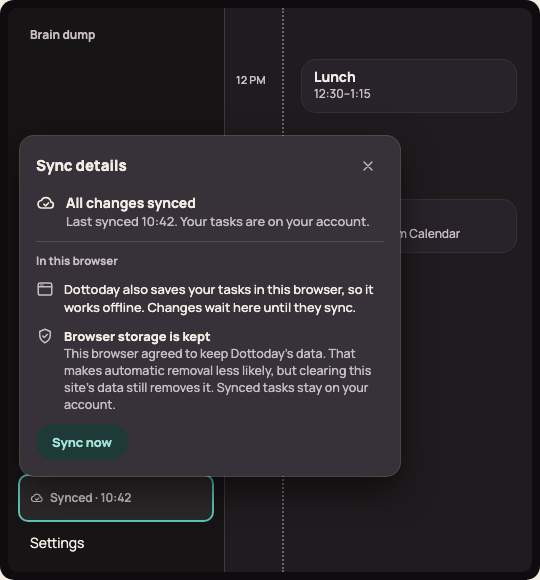 Brain dump
12 PM
Lunch
12:30–1:15
Sync details
All changes synced
Last synced 10:42. Your tasks are on your account.
Calendar
In this browser
Dottoday also saves your tasks in this browser, so it
works offline. Changes wait here until they sync.
Browser storage is kept
This browser agreed to keep Dottoday's data. That
makes automatic removal less likely, but clearing this
site's data still removes it. Synced tasks stay on your
account.
Sync now
Synced · 10:42
Settings